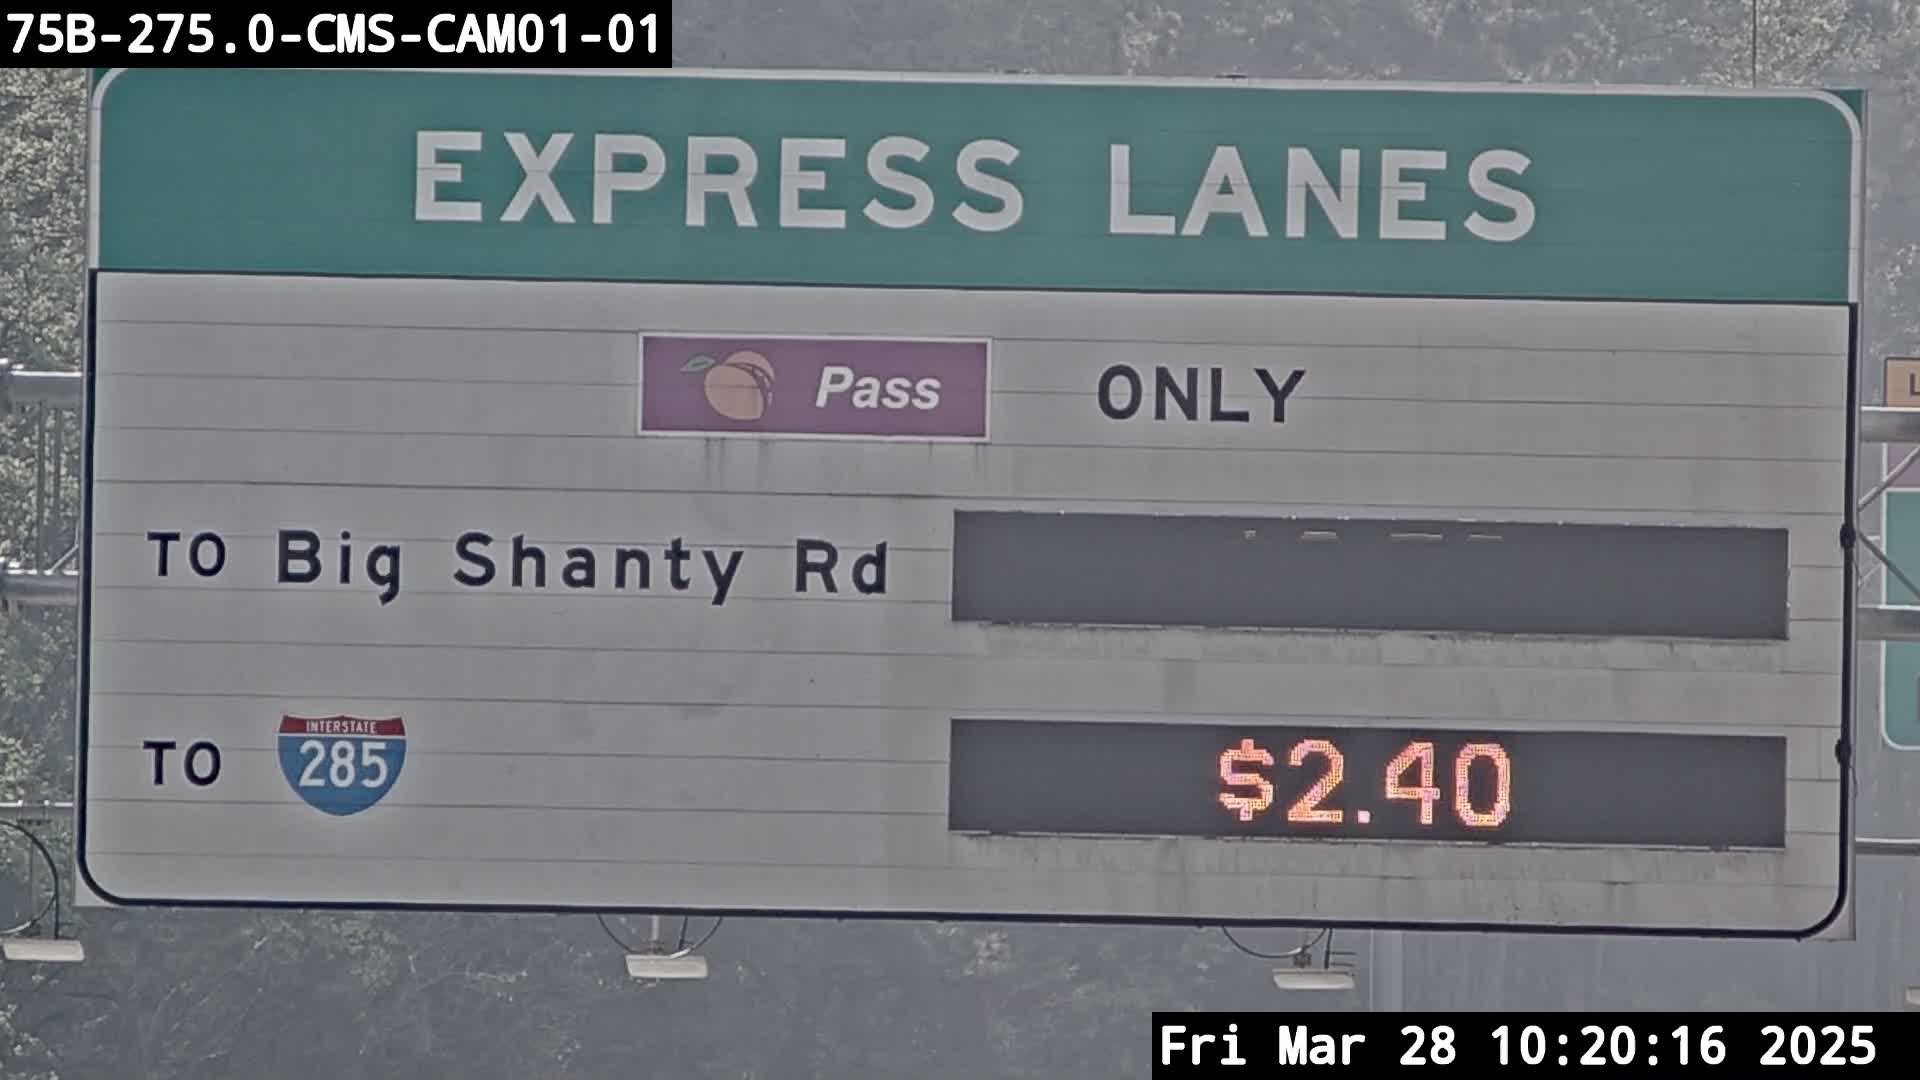 75B-275.0-CMS-CAM01-01
EXPRESS LANES
Pass ONLY
TO Big Shanty Rd
TO INTERSTATE 285 $2.40
Fri Mar 28 10:20:16 2025